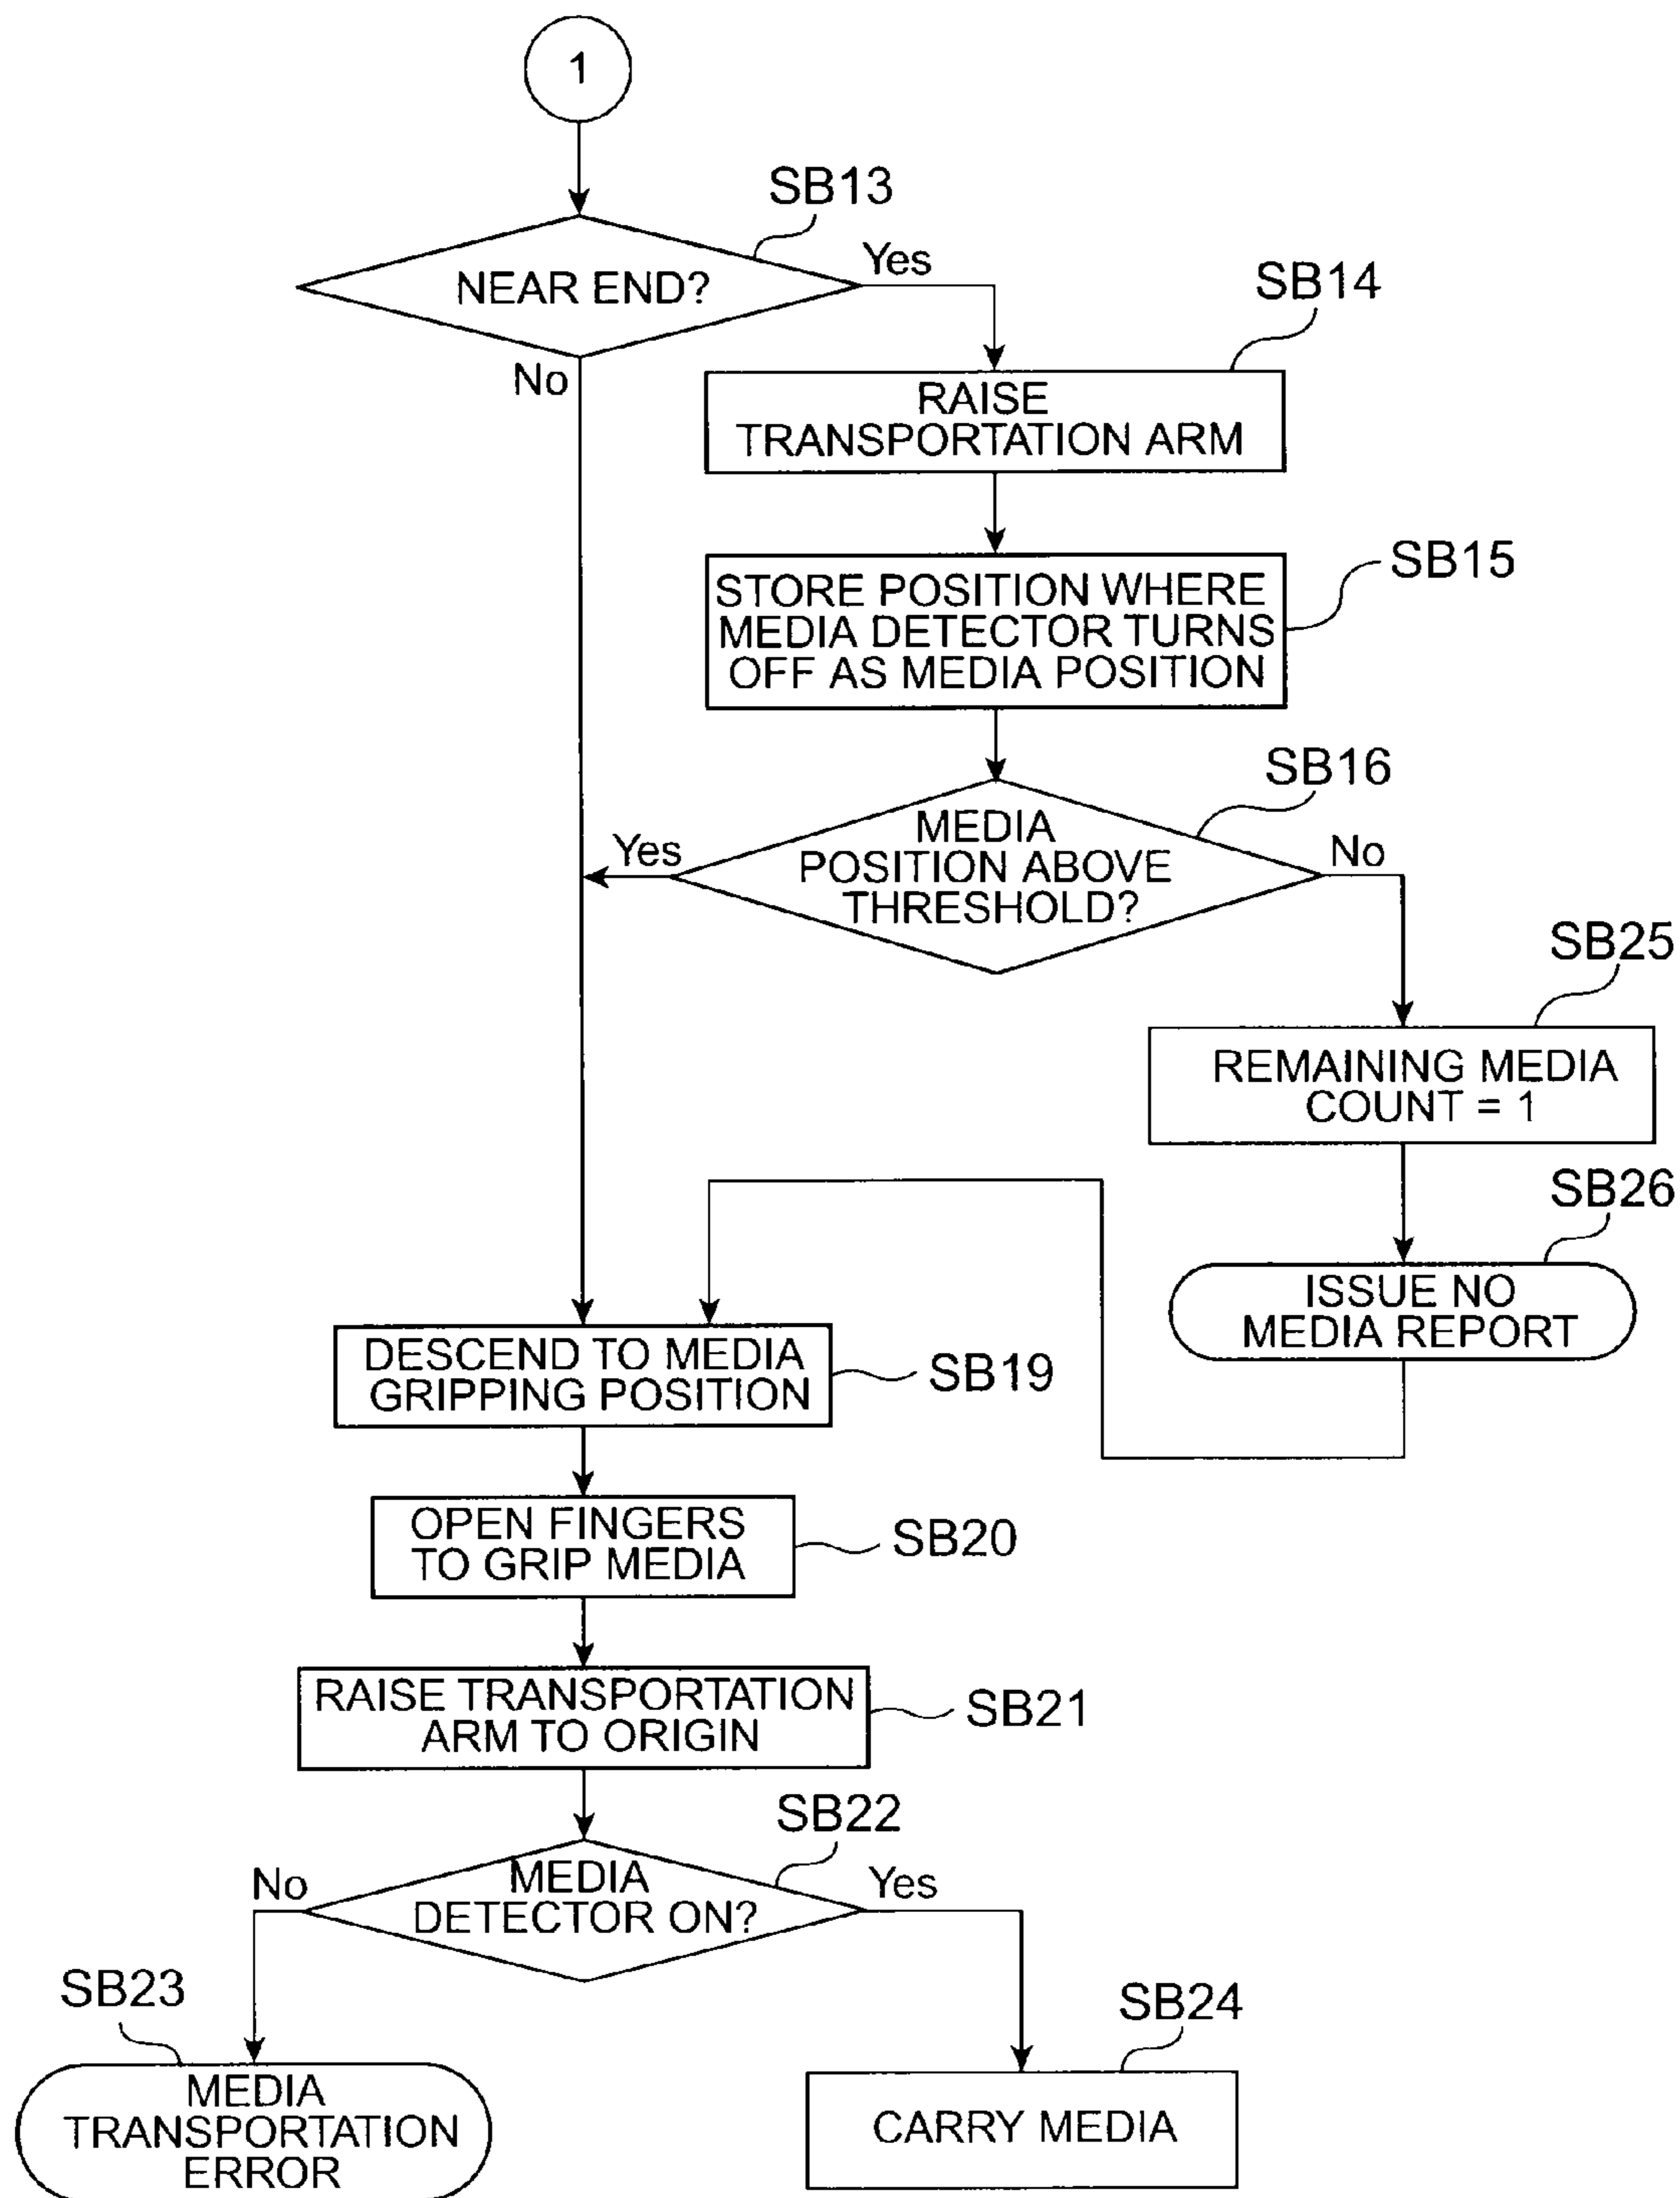 1
SB13
NEAR END?
Yes
No
SB14
RAISE
TRANSPORTATION ARM
SB15
STORE POSITION WHERE
MEDIA DETECTOR TURNS
OFF AS MEDIA POSITION
SB16
MEDIA
POSITION ABOVE
THRESHOLD?
Yes
No
SB25
REMAINING MEDIA
COUNT = 1
SB26
ISSUE NO
MEDIA REPORT
DESCEND TO MEDIA
GRIPPING POSITION
SB19
OPEN FINGERS
TO GRIP MEDIA
SB20
RAISE TRANSPORTATION
ARM TO ORIGIN
SB21
SB22
MEDIA
DETECTOR ON?
No
Yes
SB23
MEDIA
TRANSPORTATION
ERROR
SB24
CARRY MEDIA